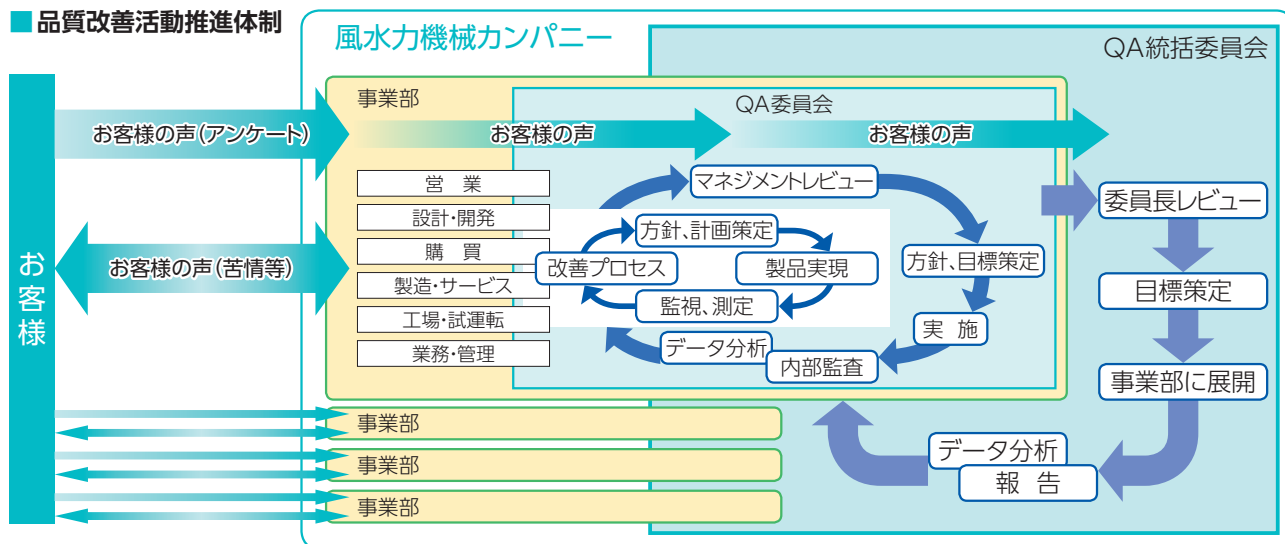 ■品質改善活動推進体制
風水力機械カンパニー
QA統括委員会
お客様
事業部
QA委員会
お客様の声(アンケート)
お客様の声
お客様の声
お客様の声(苦情等)
営 業
設計・開発
購 買
製造・サービス
工場・試運転
業務・管理
マネジメントレビュー
方針、目標策定
実 施
内部監査
データ分析
方針、計画策定
製品実現
監視、測定
改善プロセス
委員長レビュー
目標策定
事業部に展開
データ分析
報 告
事業部
事業部
事業部